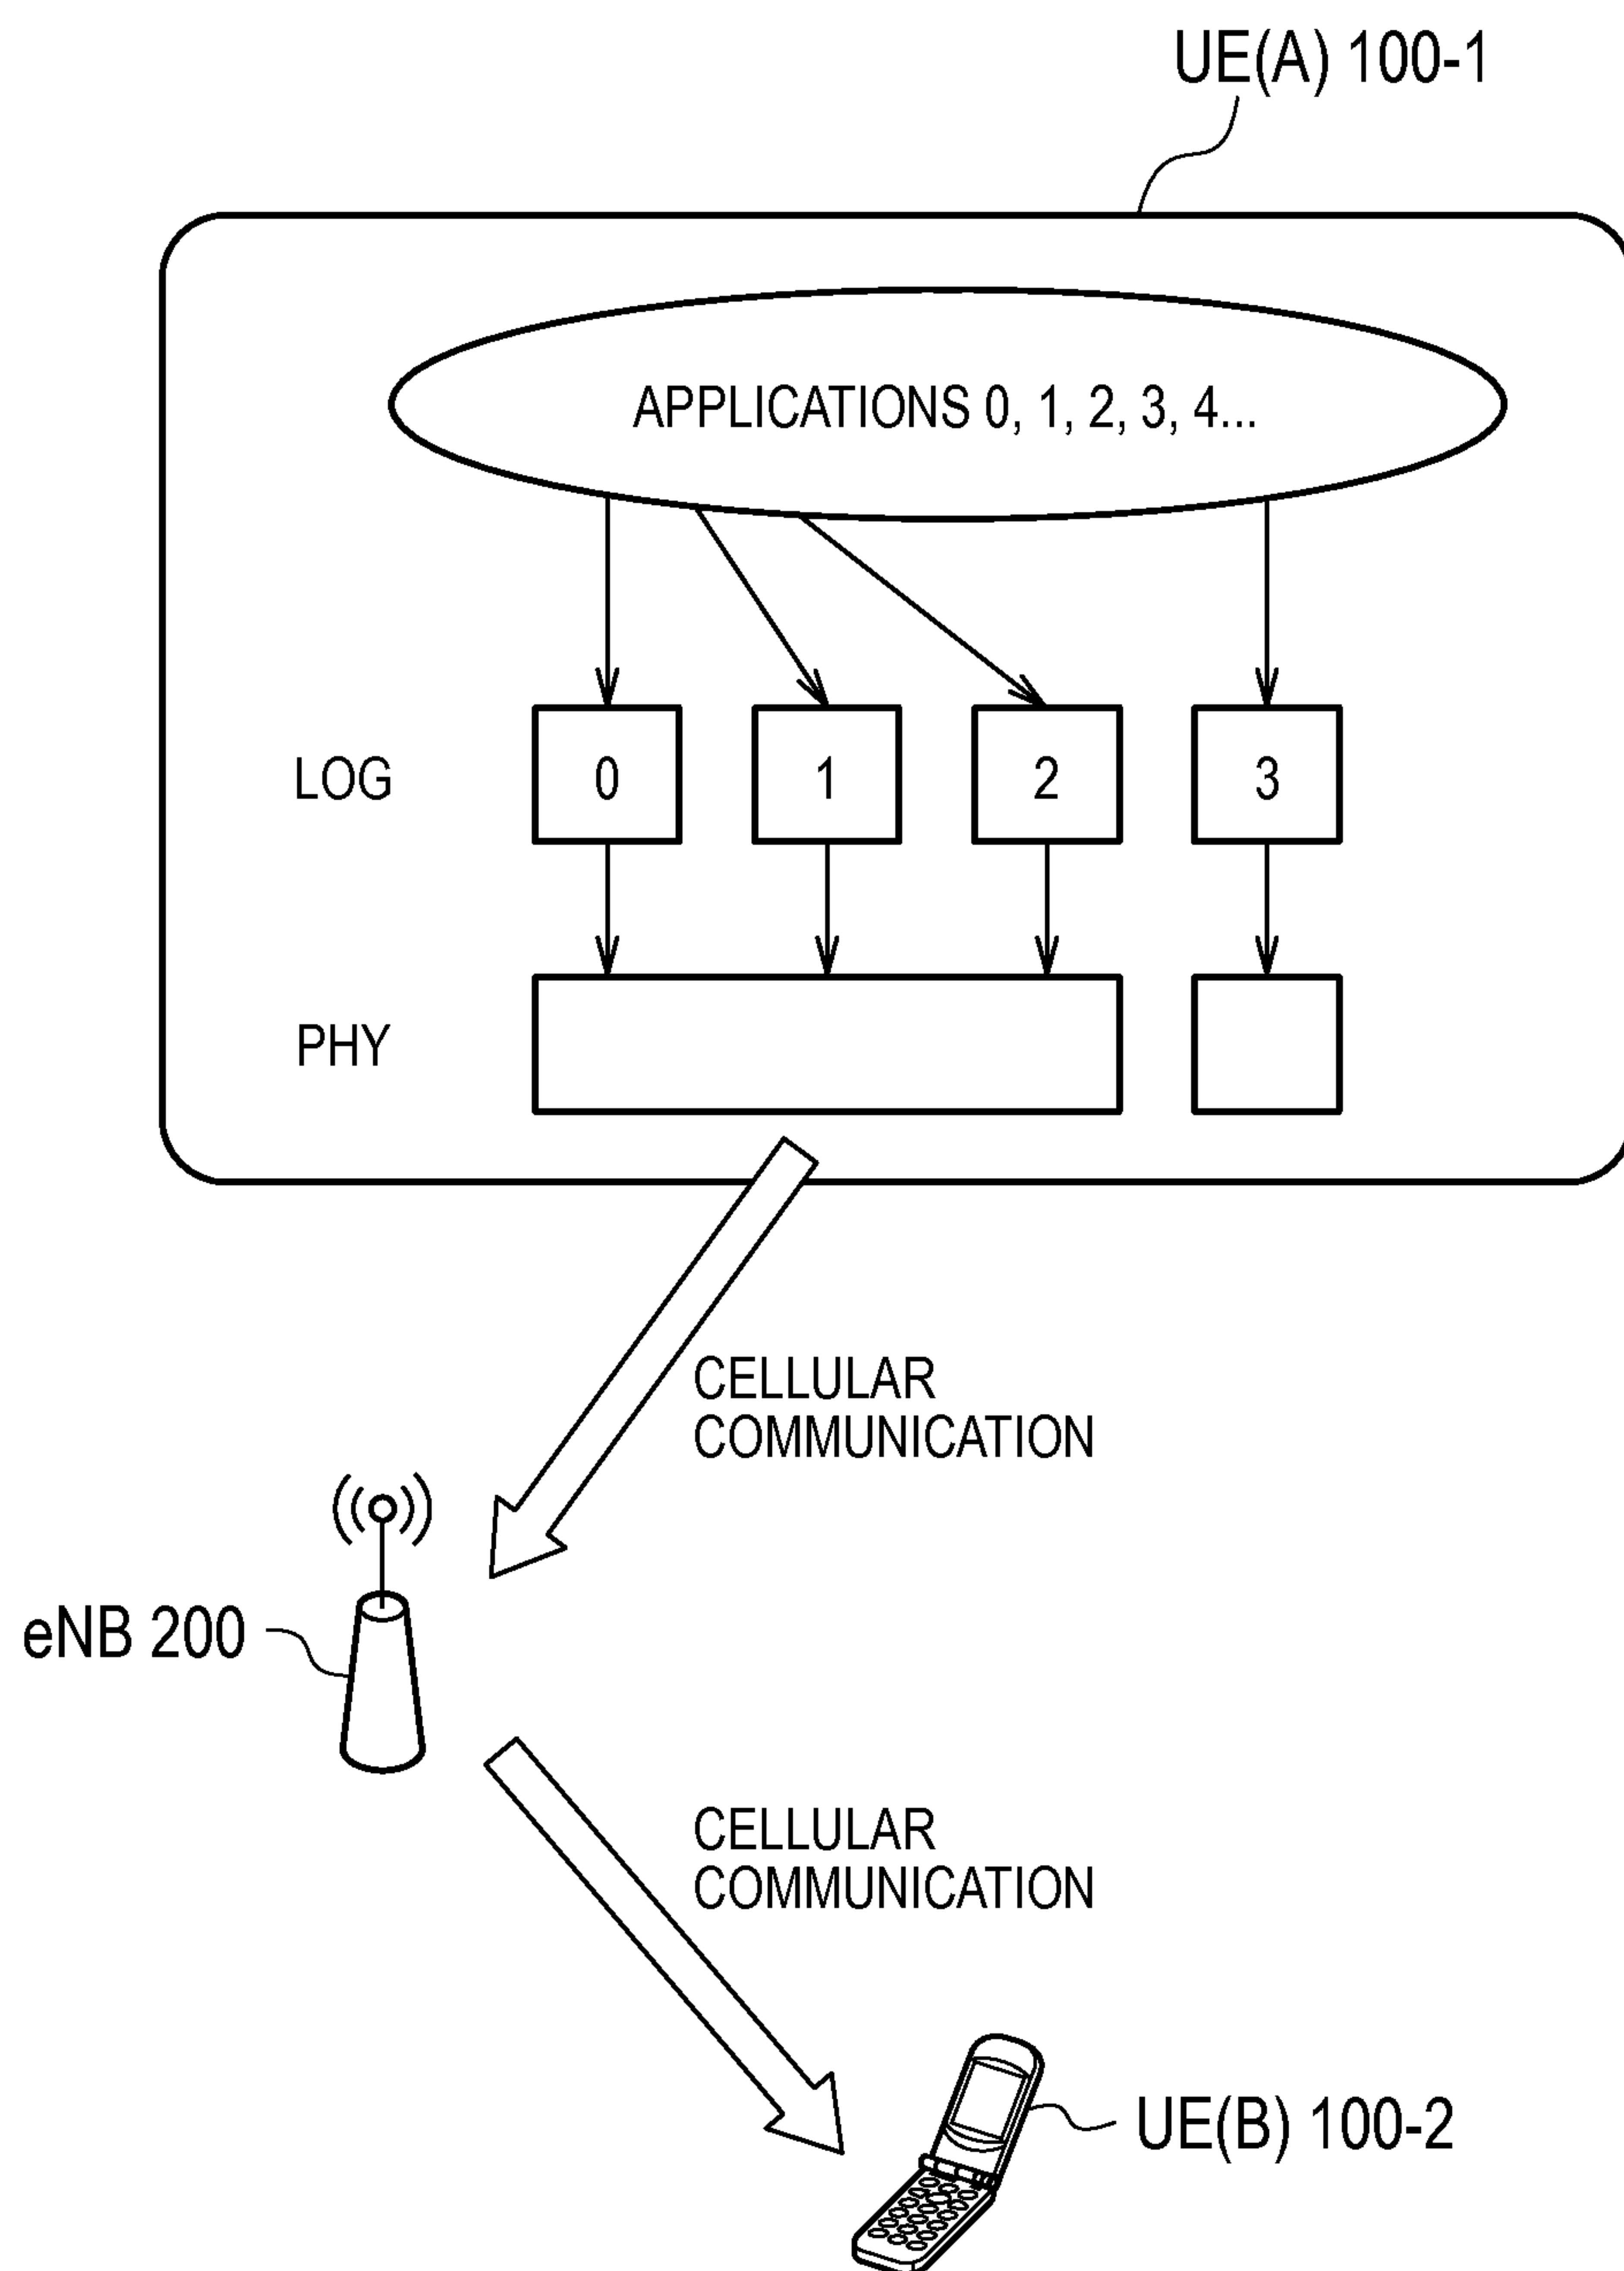 UE(A) 100-1
APPLICATIONS 0, 1, 2, 3, 4...
LOG
0
1
2
3
PHY
CELLULAR
COMMUNICATION
eNB 200
CELLULAR
COMMUNICATION
UE(B) 100-2